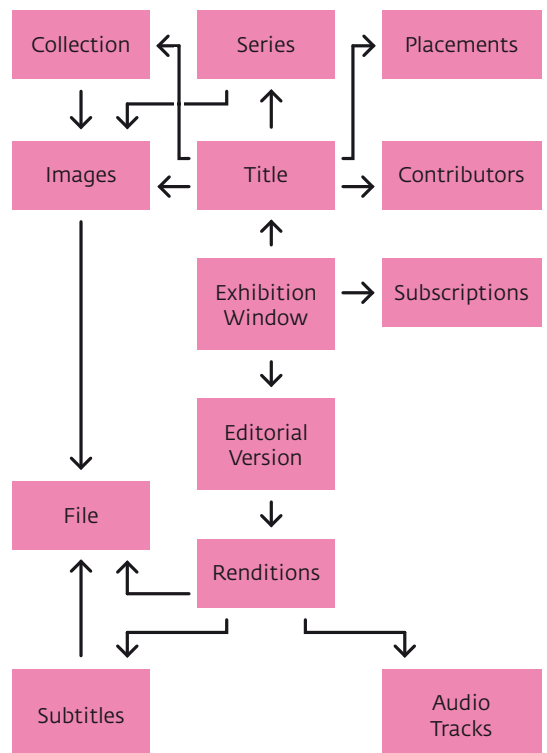 Collection
Series
Placements
Images
Title
Contributors
Exhibition
Window
Subscriptions
Editorial
Version
File
Renditions
Subtitles
Audio
Tracks